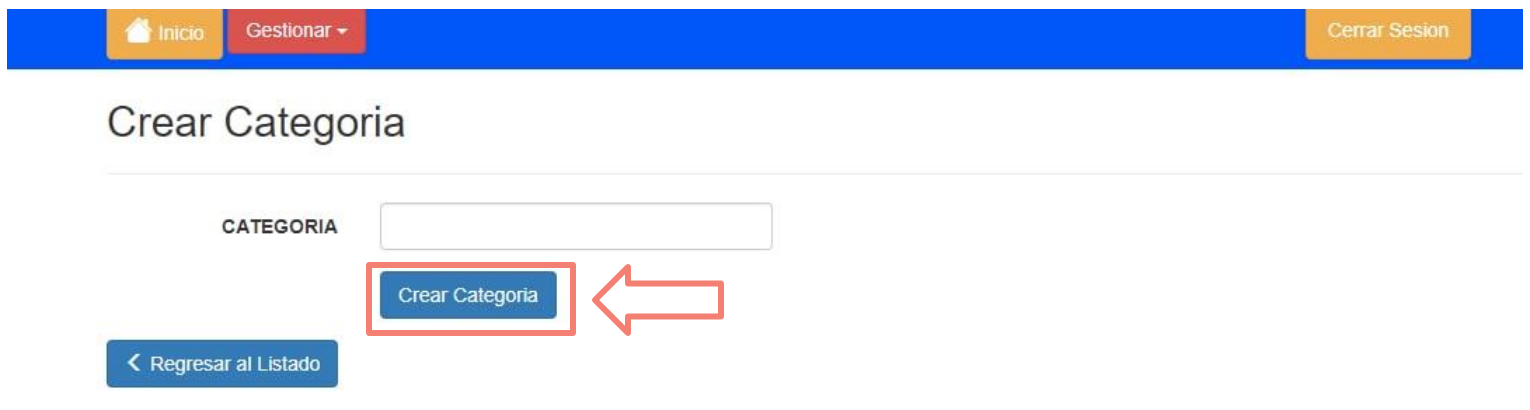 Inicio Gestionar Cerrar Sesion
Crear Categoria
CATEGORIA
Crear Categoria
Regresar al Listado